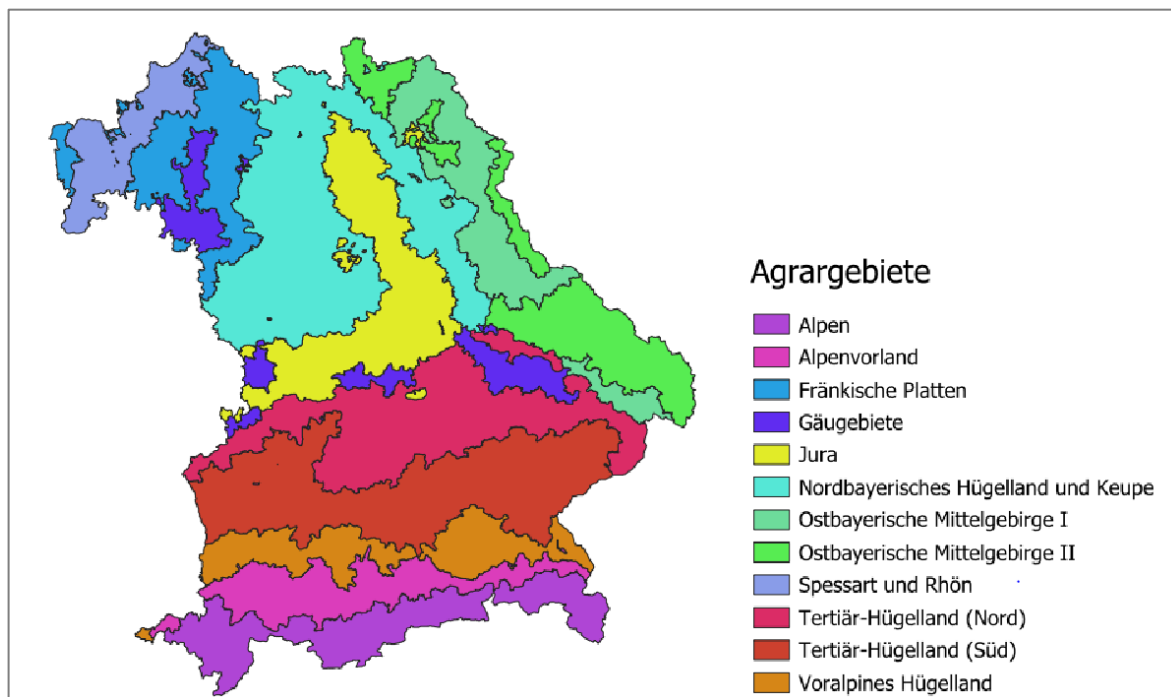 Agrargebiete
Alpen
Alpenvorland
Fränkische Platten
Gäugebiete
Jura
Nordbayerisches Hügelland und Keupe
Ostbayerische Mittelgebirge I
Ostbayerische Mittelgebirge II
Spessart und Rhön
Tertiär-Hügelland (Nord)
Tertiär-Hügelland (Süd)
Voralpines Hügelland